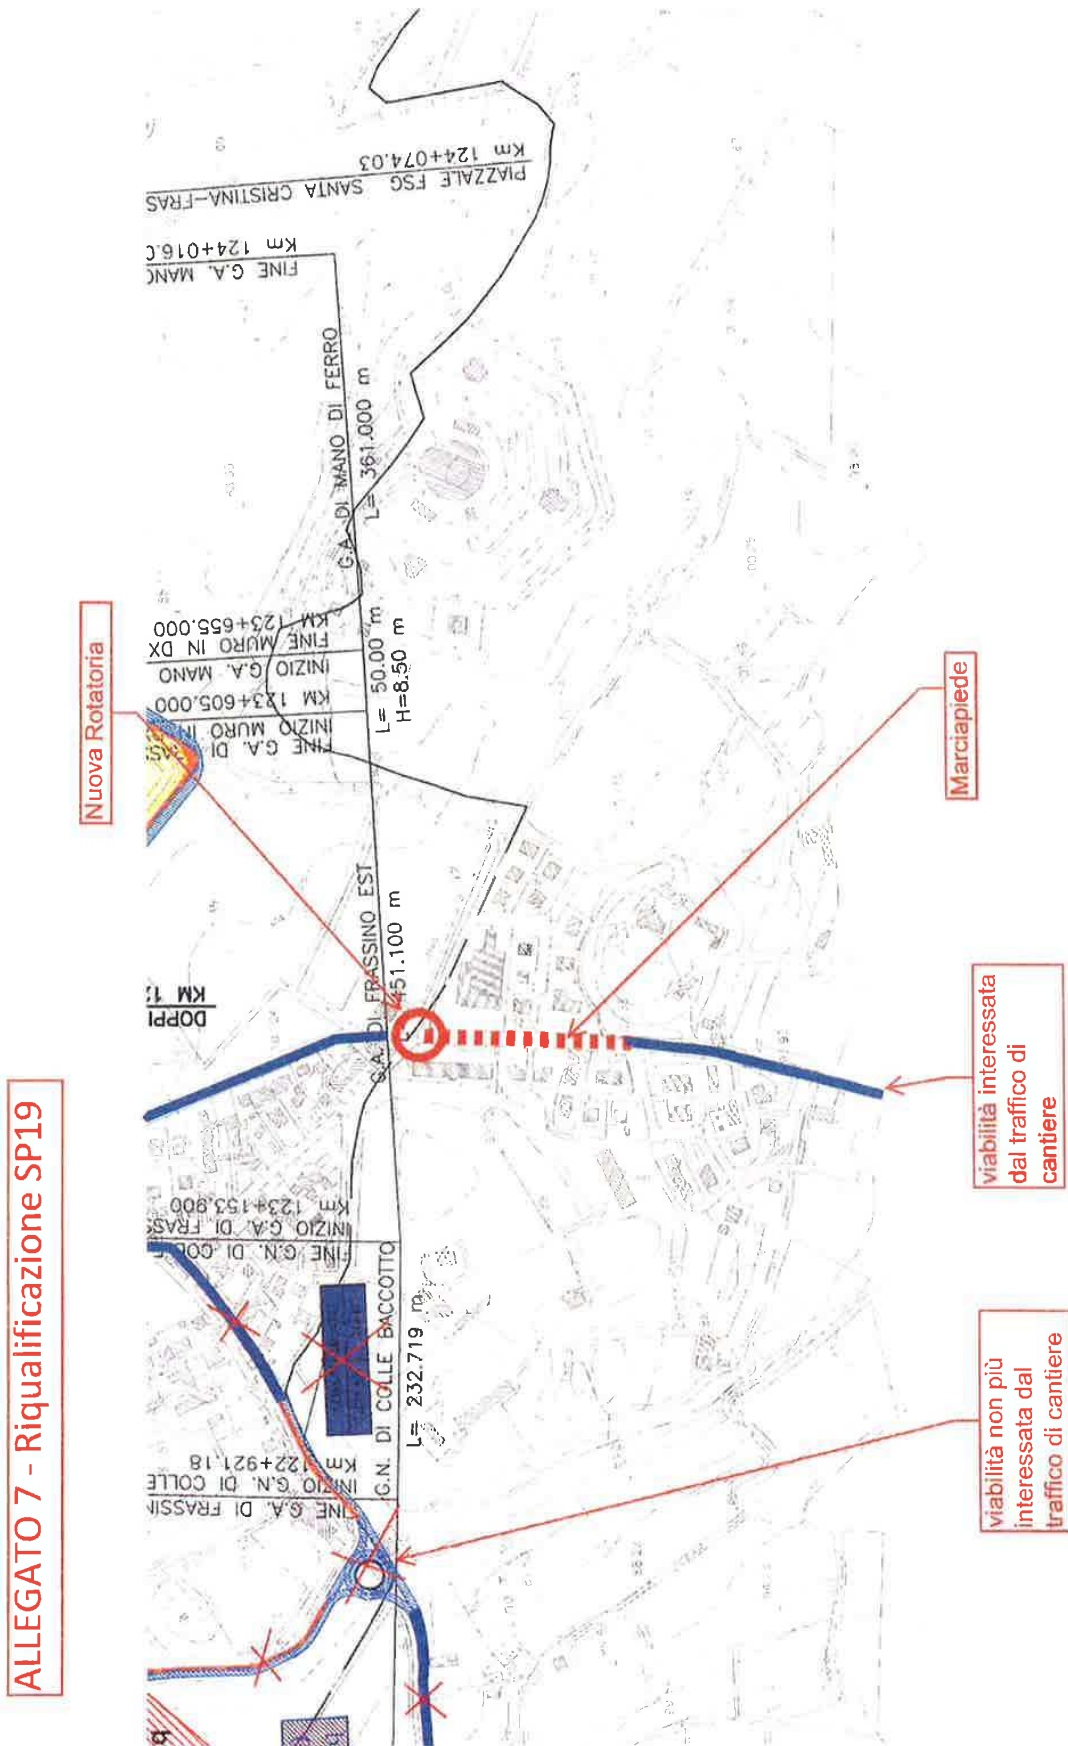 ALLEGATO 7 - Riqualificazione SP19
Nuova Rotatoria
Marciapiede
viabilità interessata
dal traffico di
cantiere
viabilità non più
interessata dal
traffico di cantiere
PIAZZALE FSG SANTA CRISTINA-FRAS
Km 124+074.03
FINE G.A. MANO
Km 124+016.0
G.A. DI MANO DI FERRO
L= 361.000 m
INIZIO G.A. MANO
FINE MURO IN DX
KM 123+655.000
FINE G.A. DI
INIZIO MURO IN
KM 123+605.000
L= 50.00 m
H=8.50 m
G.A. DI FRASSINO EST
451.100 m
DOPPI
KM 12
FINE G.N. DI COLLE
INIZIO G.A. DI FRASS
Km 123+153.900
G.N. DI COLLE BACCOTTO
L= 232.719 m
FINE G.A. DI FRASSIN
INIZIO G.N. DI COLLE
Km 122+921.18